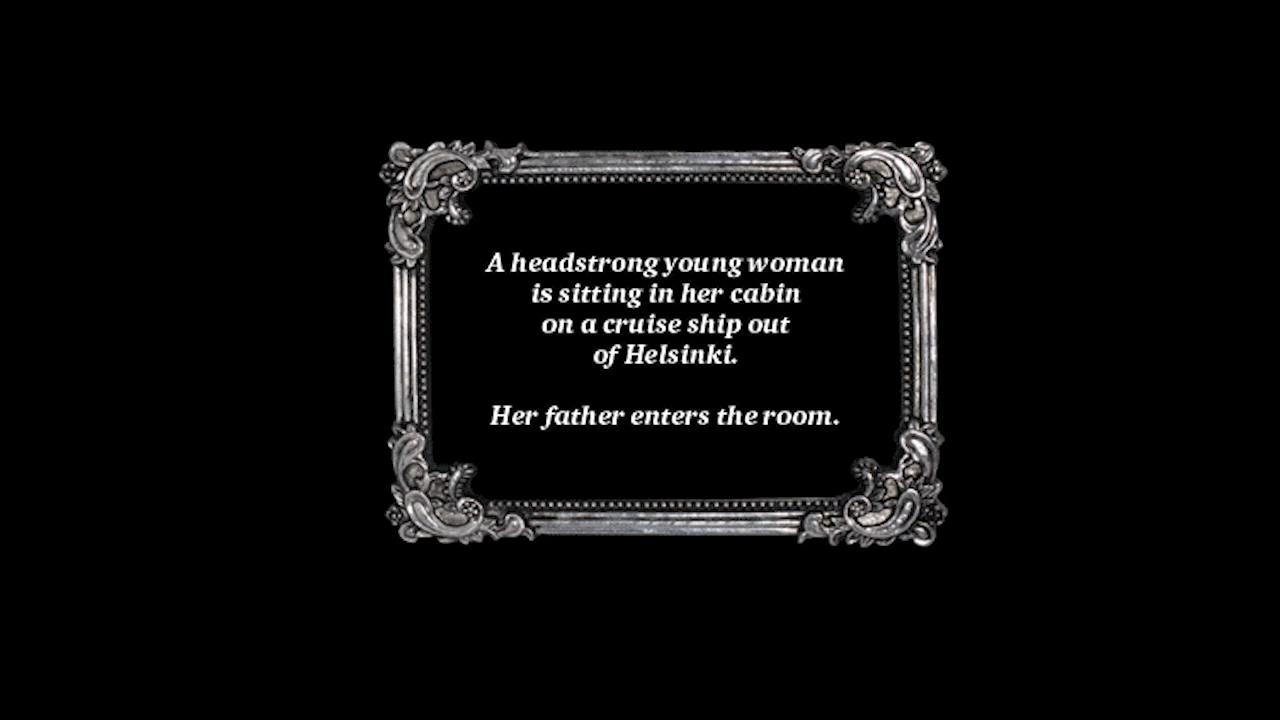 A headstrong young woman
is sitting in her cabin
on a cruise ship out
of Helsinki.
Her father enters the room.